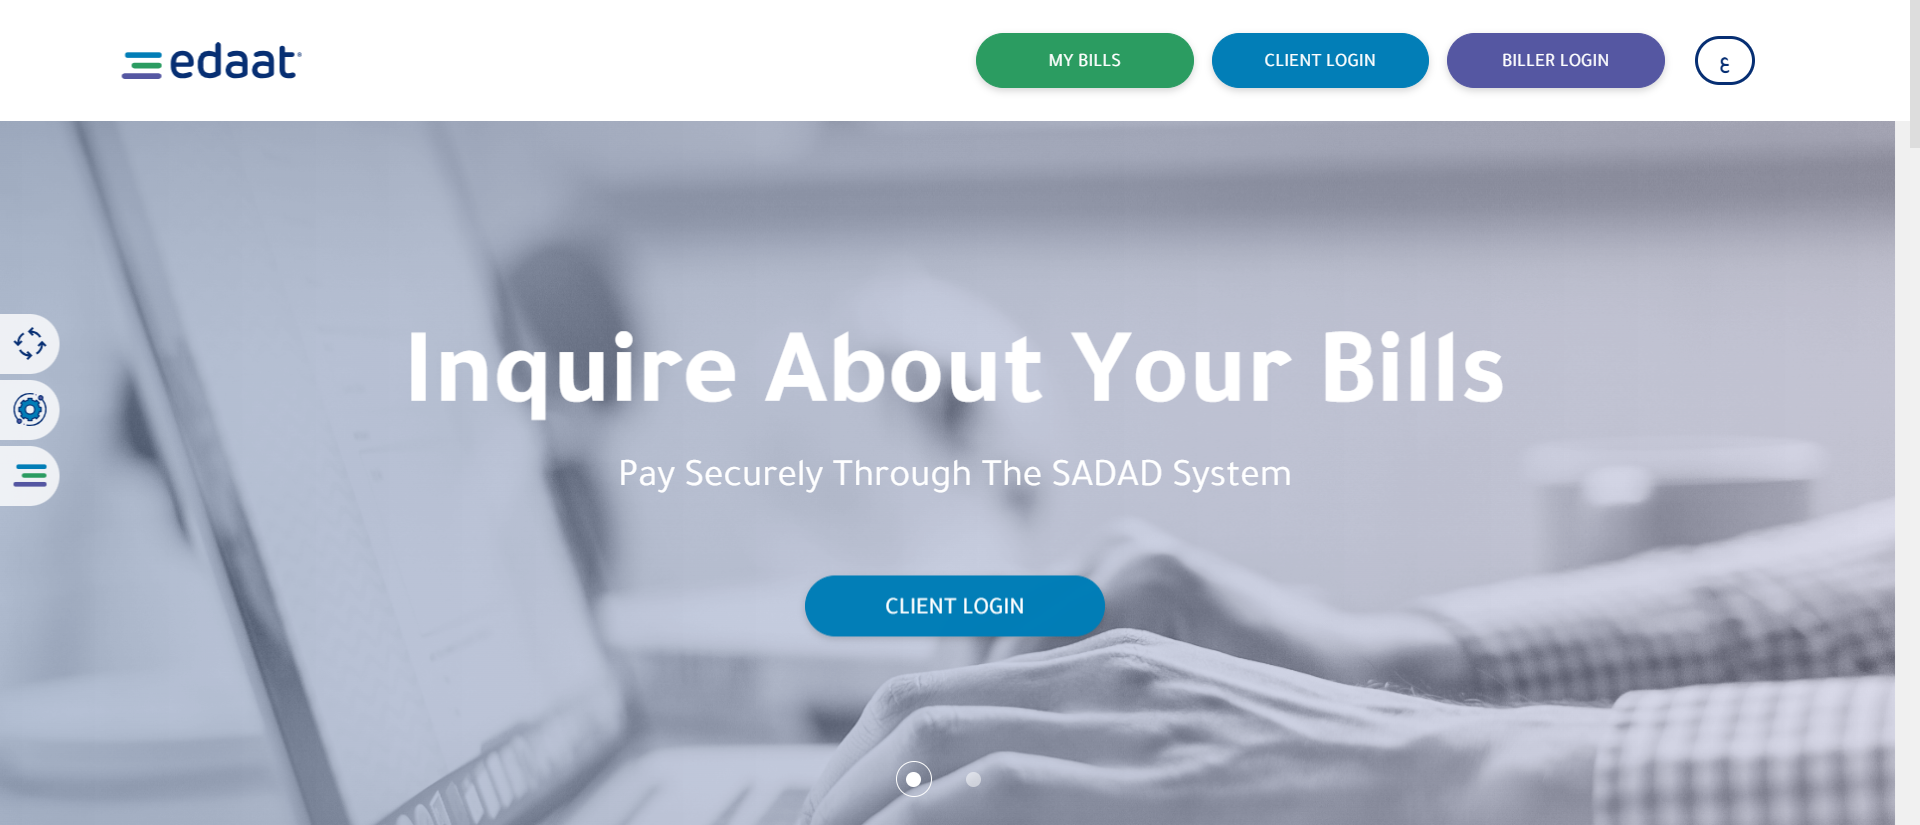 edaat
MY BILLS
CLIENT LOGIN
BILLER LOGIN
ع
Inquire About Your Bills
Pay Securely Through The SADAD System
CLIENT LOGIN